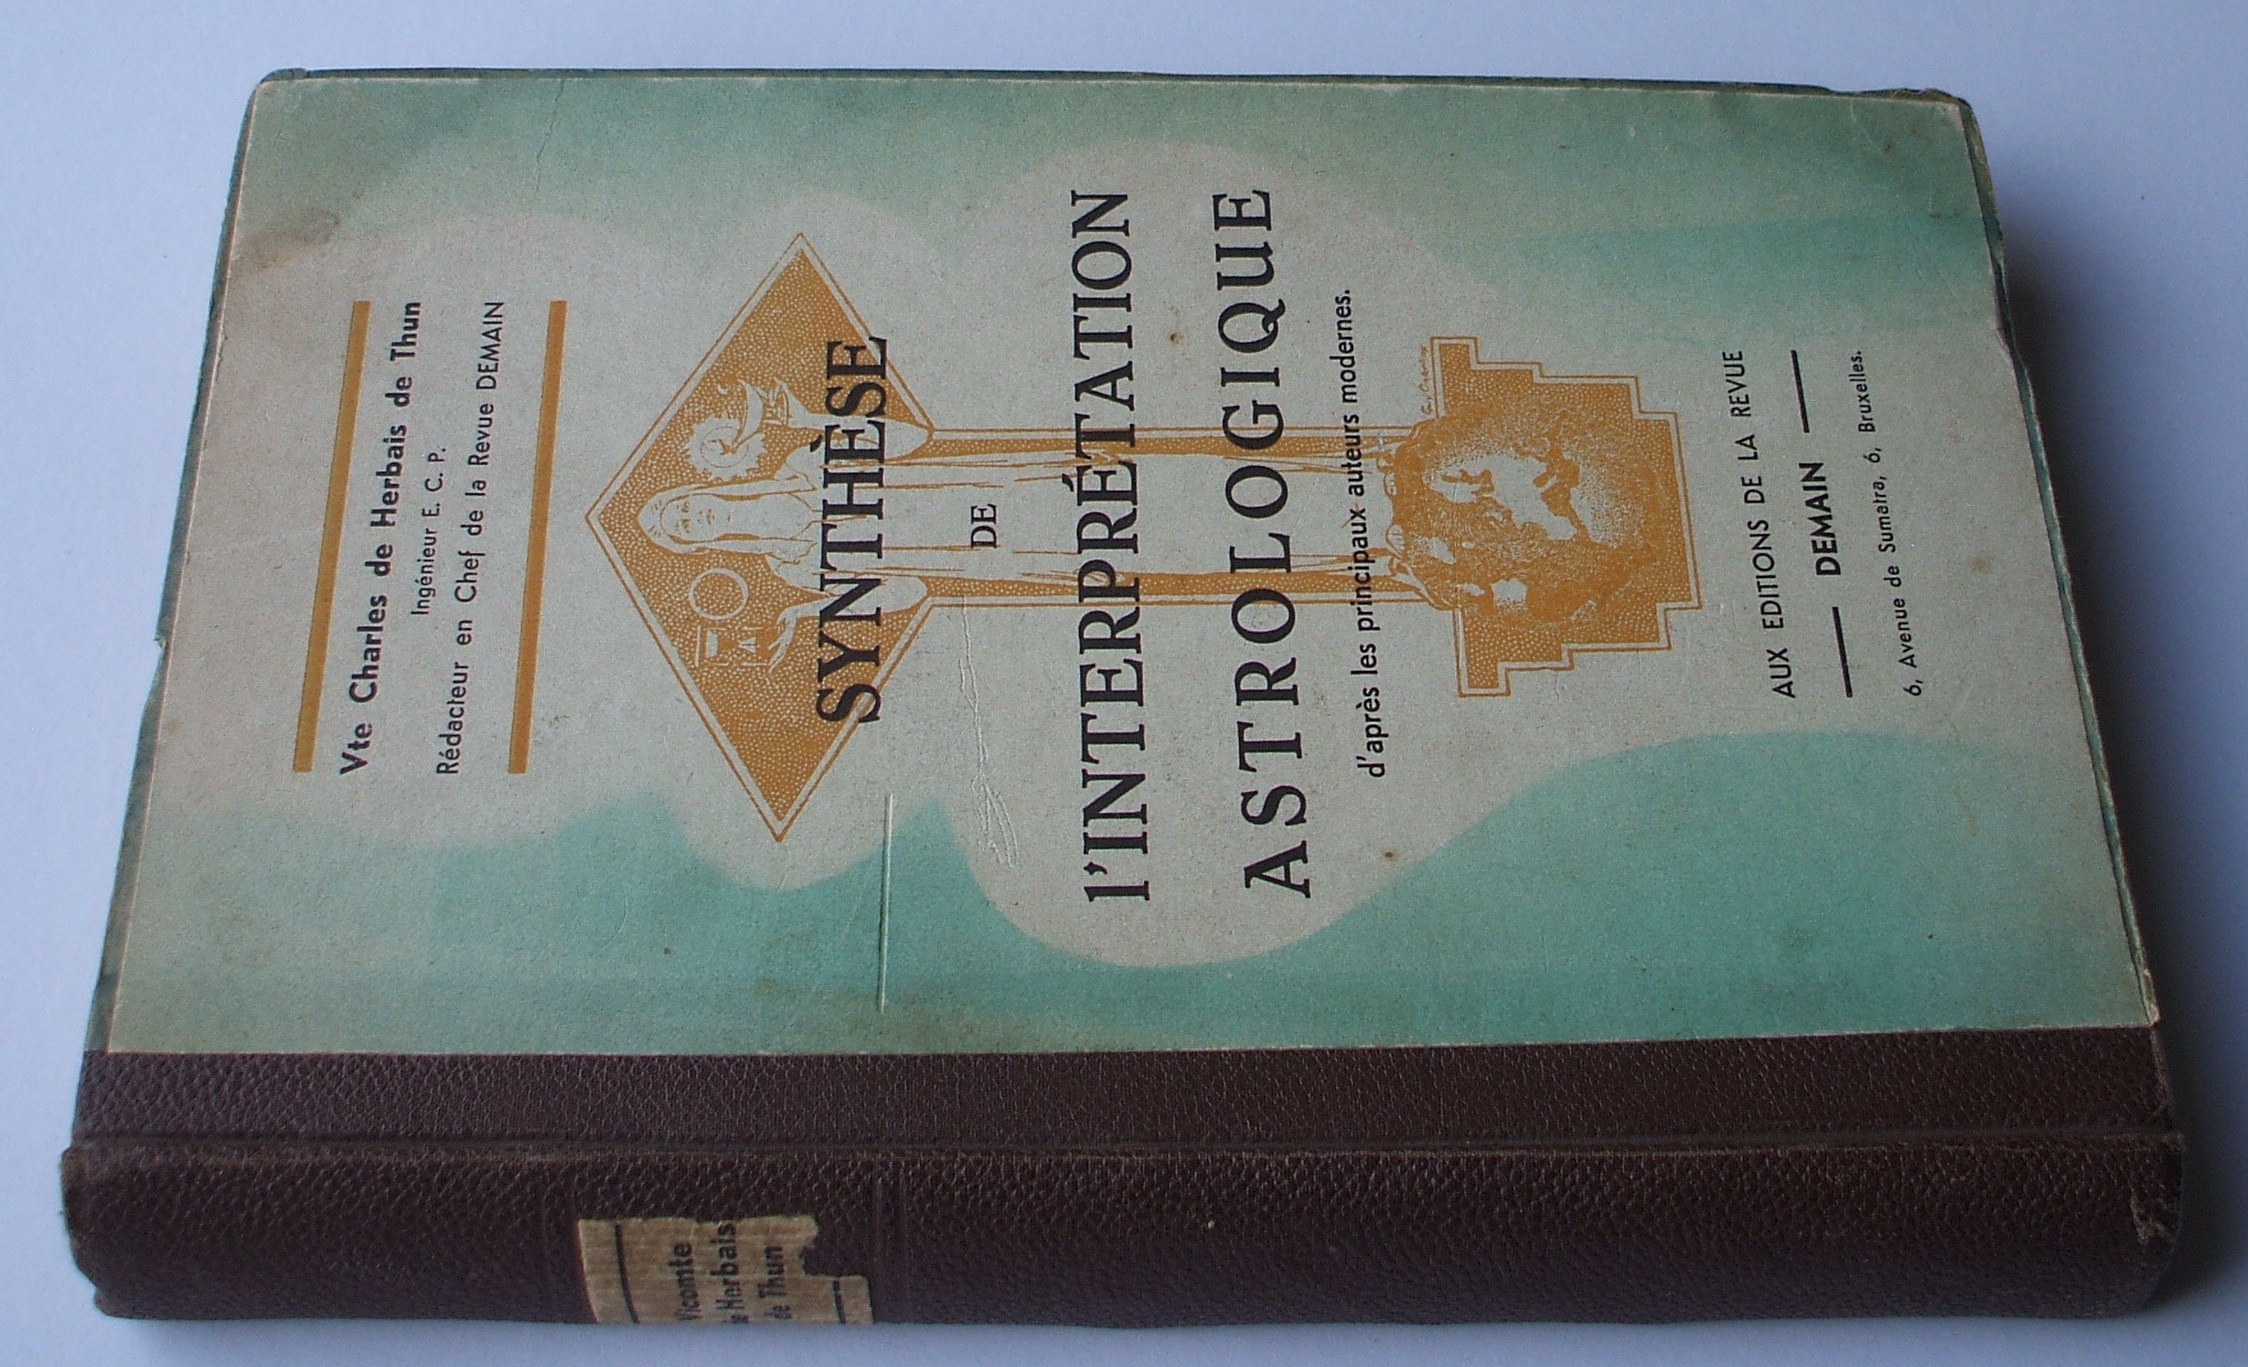 Vte Charles de Herbais de Thun
Ingénieur E. C. P.
Rédacteur en Chef de la Revue DEMAIN
SYNTHÈSE
DE
l'INTERPRÉTATION
ASTROLOGIQUE
d'après les principaux auteurs modernes.
AUX EDITIONS DE LA REVUE
DEMAIN
6, Avenue de Sumatra, 6, Bruxelles.
Vicomte
e Herbais
de Thun